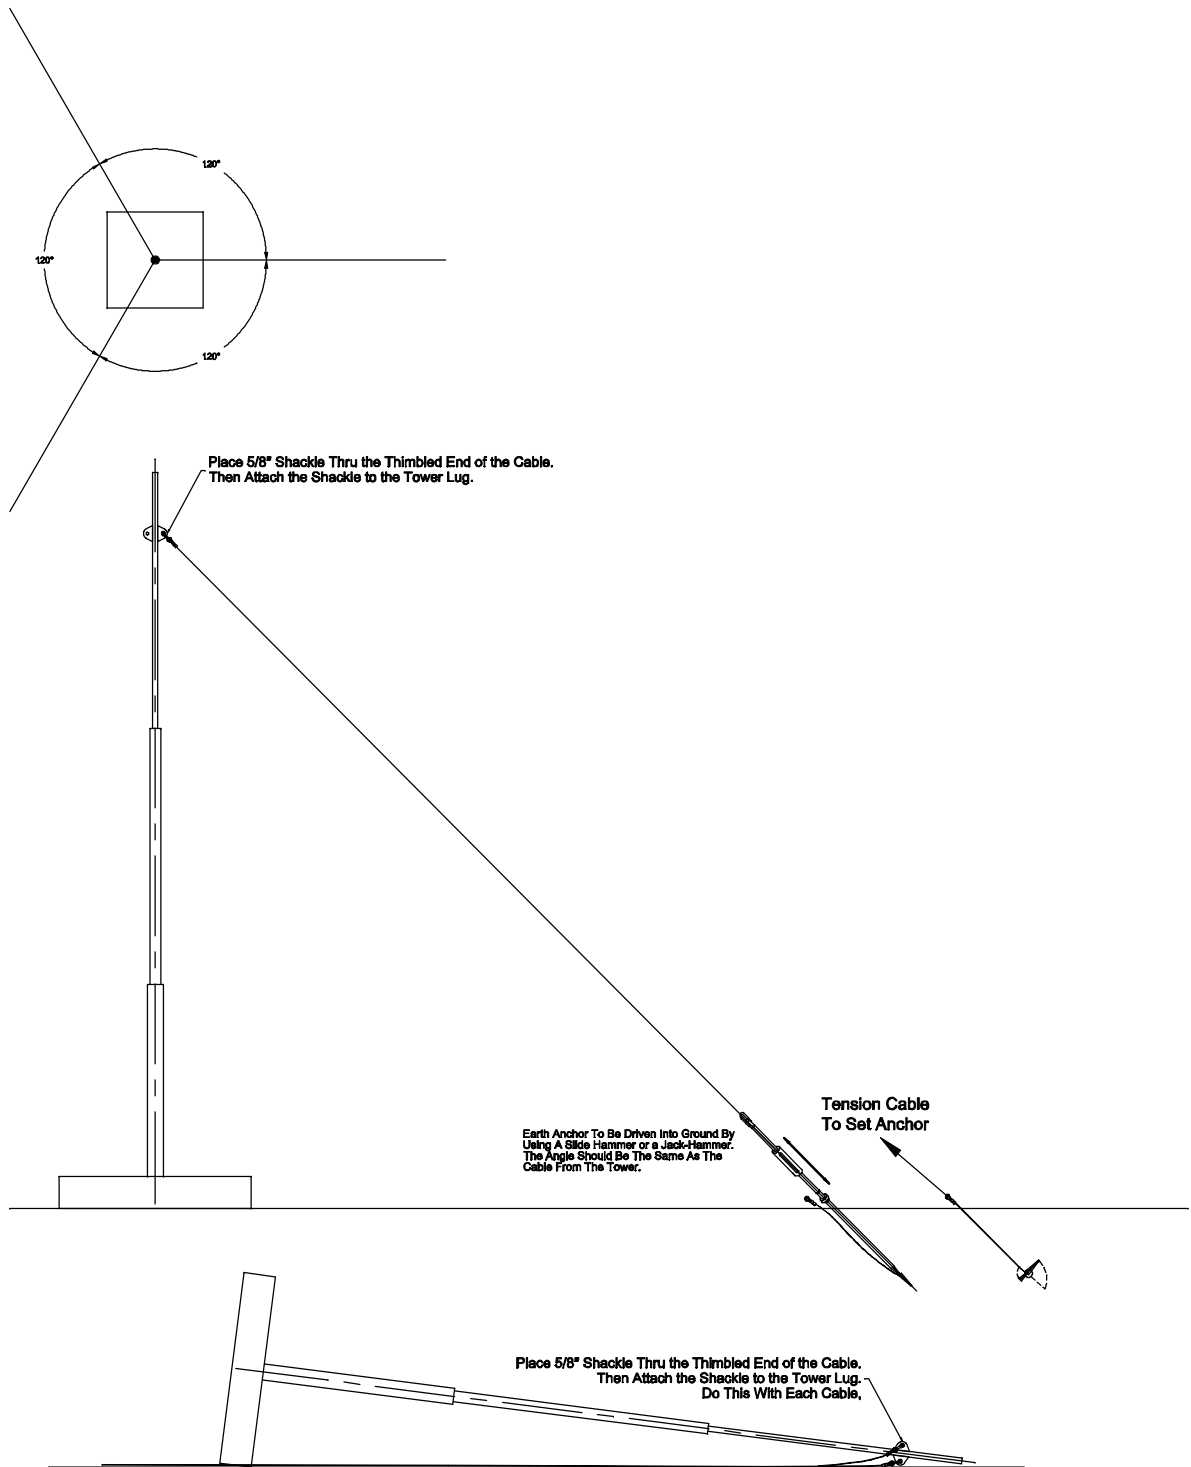 120°
120°
120°
Place 5/8" Shackle Thru the Thimbled End of the Cable.
Then Attach the Shackle to the Tower Lug.
Tension Cable
To Set Anchor
Earth Anchor To Be Driven Into Ground By
Using A Slide Hammer or a Jack-Hammer.
The Angle Should Be The Same As The
Cable From The Tower.
Place 5/8" Shackle Thru the Thimbled End of the Cable.
Then Attach the Shackle to the Tower Lug.
Do This With Each Cable.